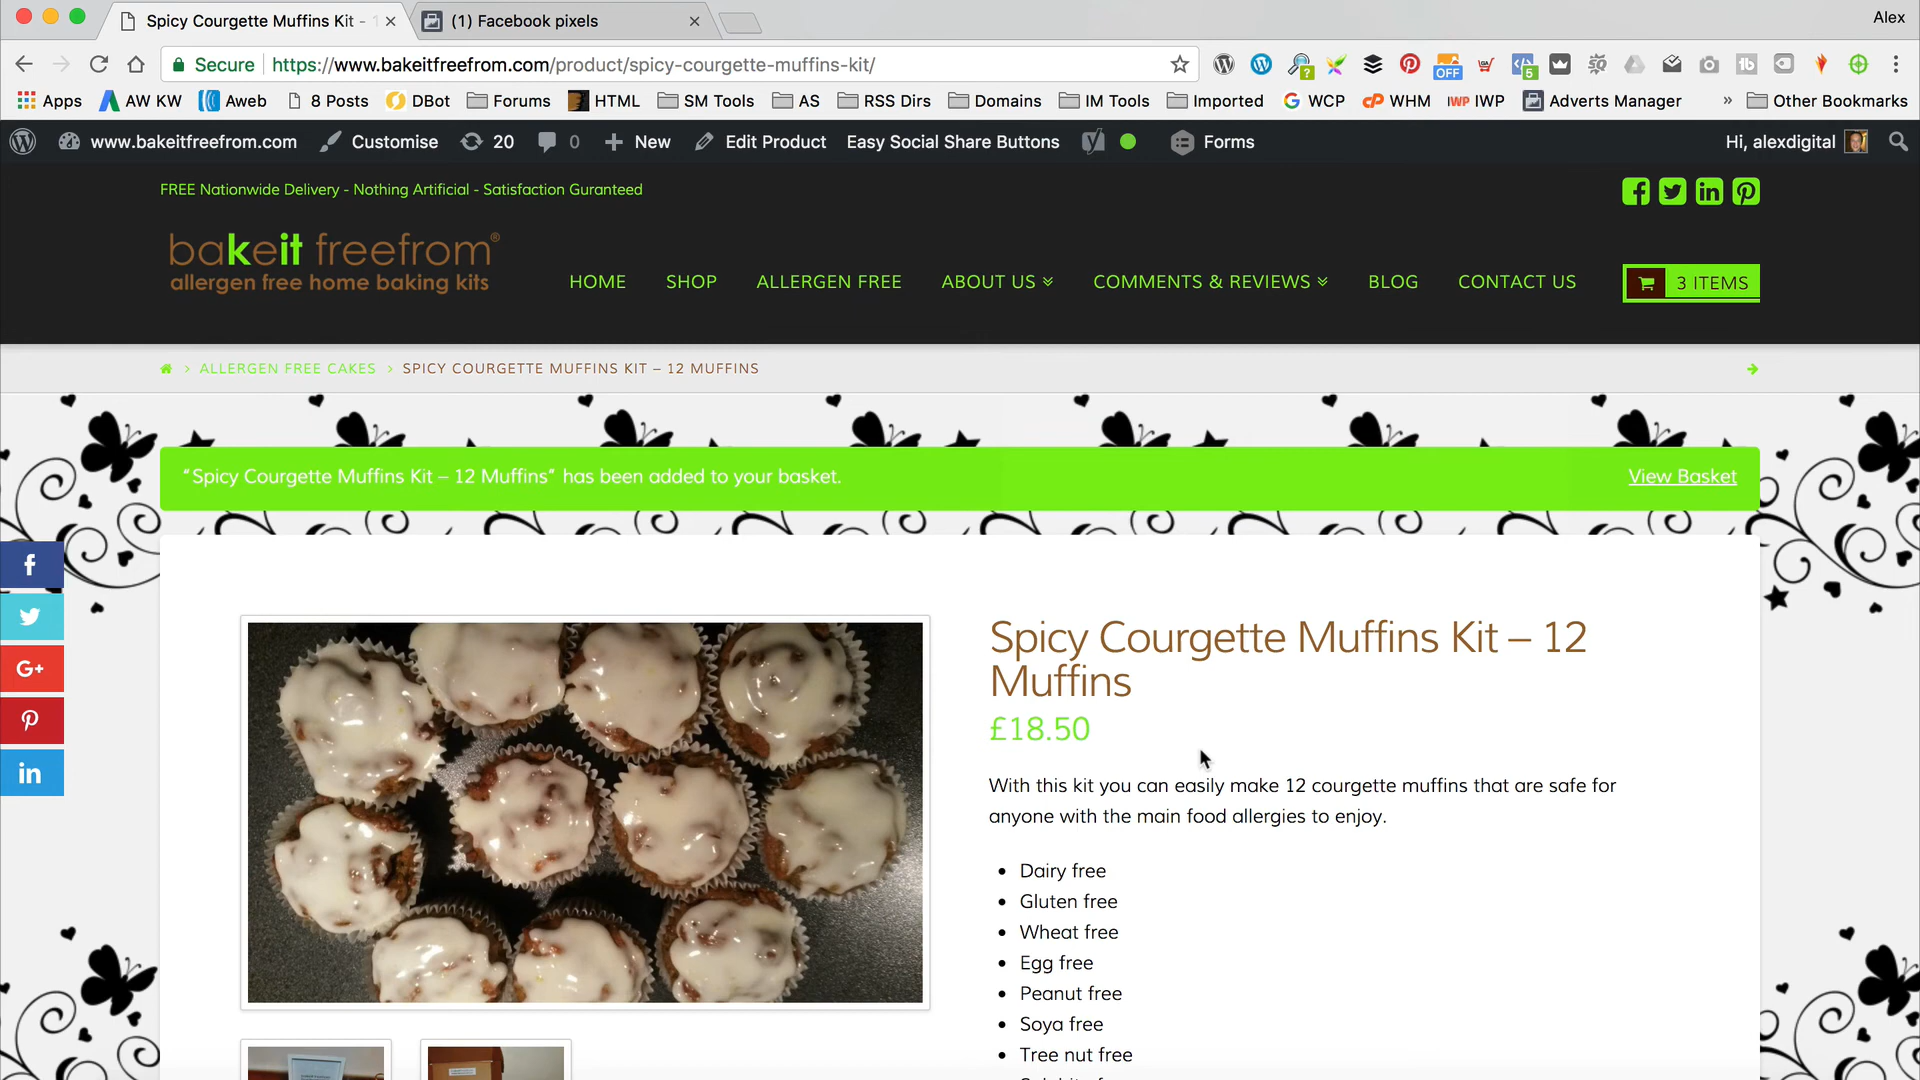 Spicy Courgette Muffins Kit - 1
(1) Facebook pixels
Alex
Secure
https://www.bakeitfreefrom.com/product/spicy-courgette-muffins-kit/
?
OFF
5
Apps
AW KW
Aweb
8 Posts
DBot
Forums
HTML
SM Tools
AS
RSS Dirs
Domains
IM Tools
Imported
WCP
WHM
IWP IWP
Adverts Manager
»
Other Bookmarks
www.bakeitfreefrom.com
Customise
20
0
New
Edit Product
Easy Social Share Buttons
Forms
Hi, alexdigital
FREE Nationwide Delivery - Nothing Artificial - Satisfaction Guranteed
bakeit freefrom®
allergen free home baking kits
HOME
SHOP
ALLERGEN FREE
ABOUT US
COMMENTS & REVIEWS
BLOG
CONTACT US
3 ITEMS
ALLERGEN FREE CAKES
SPICY COURGETTE MUFFINS KIT – 12 MUFFINS
“Spicy Courgette Muffins Kit – 12 Muffins” has been added to your basket.
View Basket
G+
Spicy Courgette Muffins Kit – 12
Muffins
£18.50
With this kit you can easily make 12 courgette muffins that are safe for
anyone with the main food allergies to enjoy.
• Dairy free
• Gluten free
• Wheat free
• Egg free
• Peanut free
• Soya free
• Tree nut free